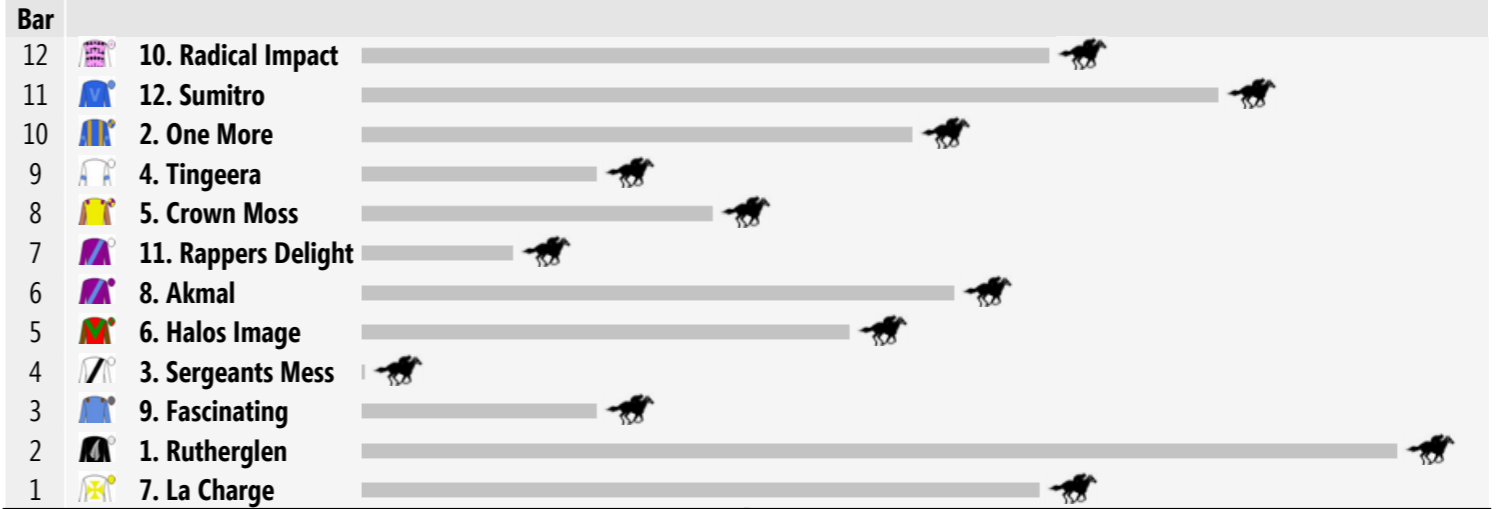 Bar
12 10. Radical Impact
11 12. Sumitro
10 2. One More
9 4. Tingeera
8 5. Crown Moss
7 11. Rappers Delight
6 8. Akmal
5 6. Halos Image
4 3. Sergeants Mess
3 9. Fascinating
2 1. Rutherglen
1 7. La Charge